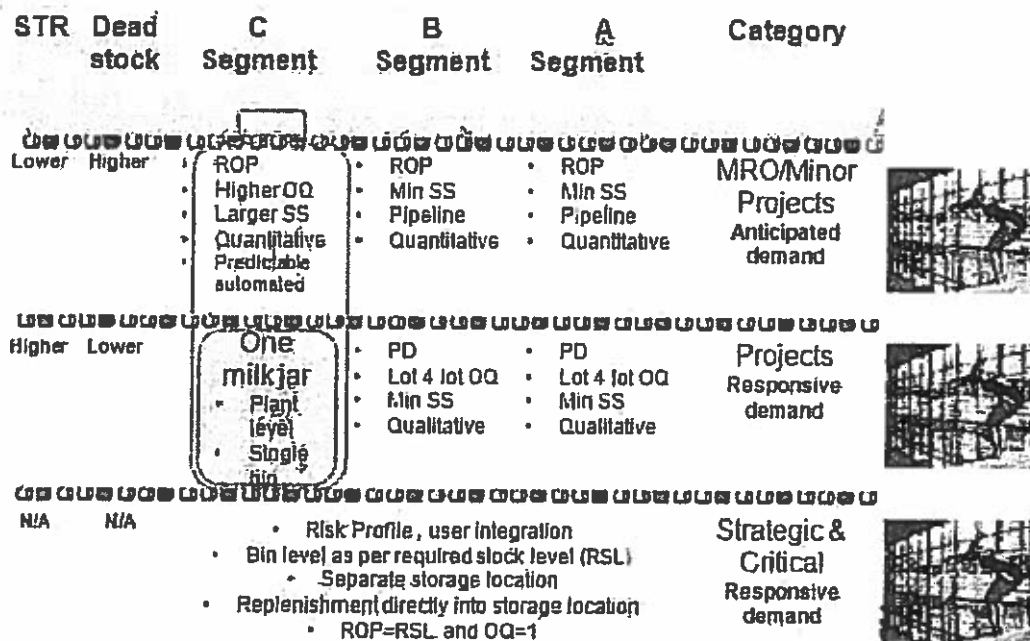 STR Dead stock C Segment B Segment A Segment Category
Lower Higher
• ROP
• Higher OQ
• Larger SS
• Quantitative
• Predictable automated
• ROP
• Min SS
• Pipeline
• Quantitative
• ROP
• Min SS
• Pipeline
• Quantitative
MRO/Minor
Projects
Anticipated
demand
Higher Lower
One
milkjar
• Plant
level
• Single
bin
• PD
• Lot 4 lot OQ
• Min SS
• Qualitative
• PD
• Lot 4 lot OQ
• Min SS
• Qualitative
Projects
Responsive
demand
N/A N/A
• Risk Profile, user integration
• Bin level as per required stock level (RSL)
• Separate storage location
• Replenishment directly into storage location
• ROP=RSL and OQ=1
Strategic &
Critical
Responsive
demand